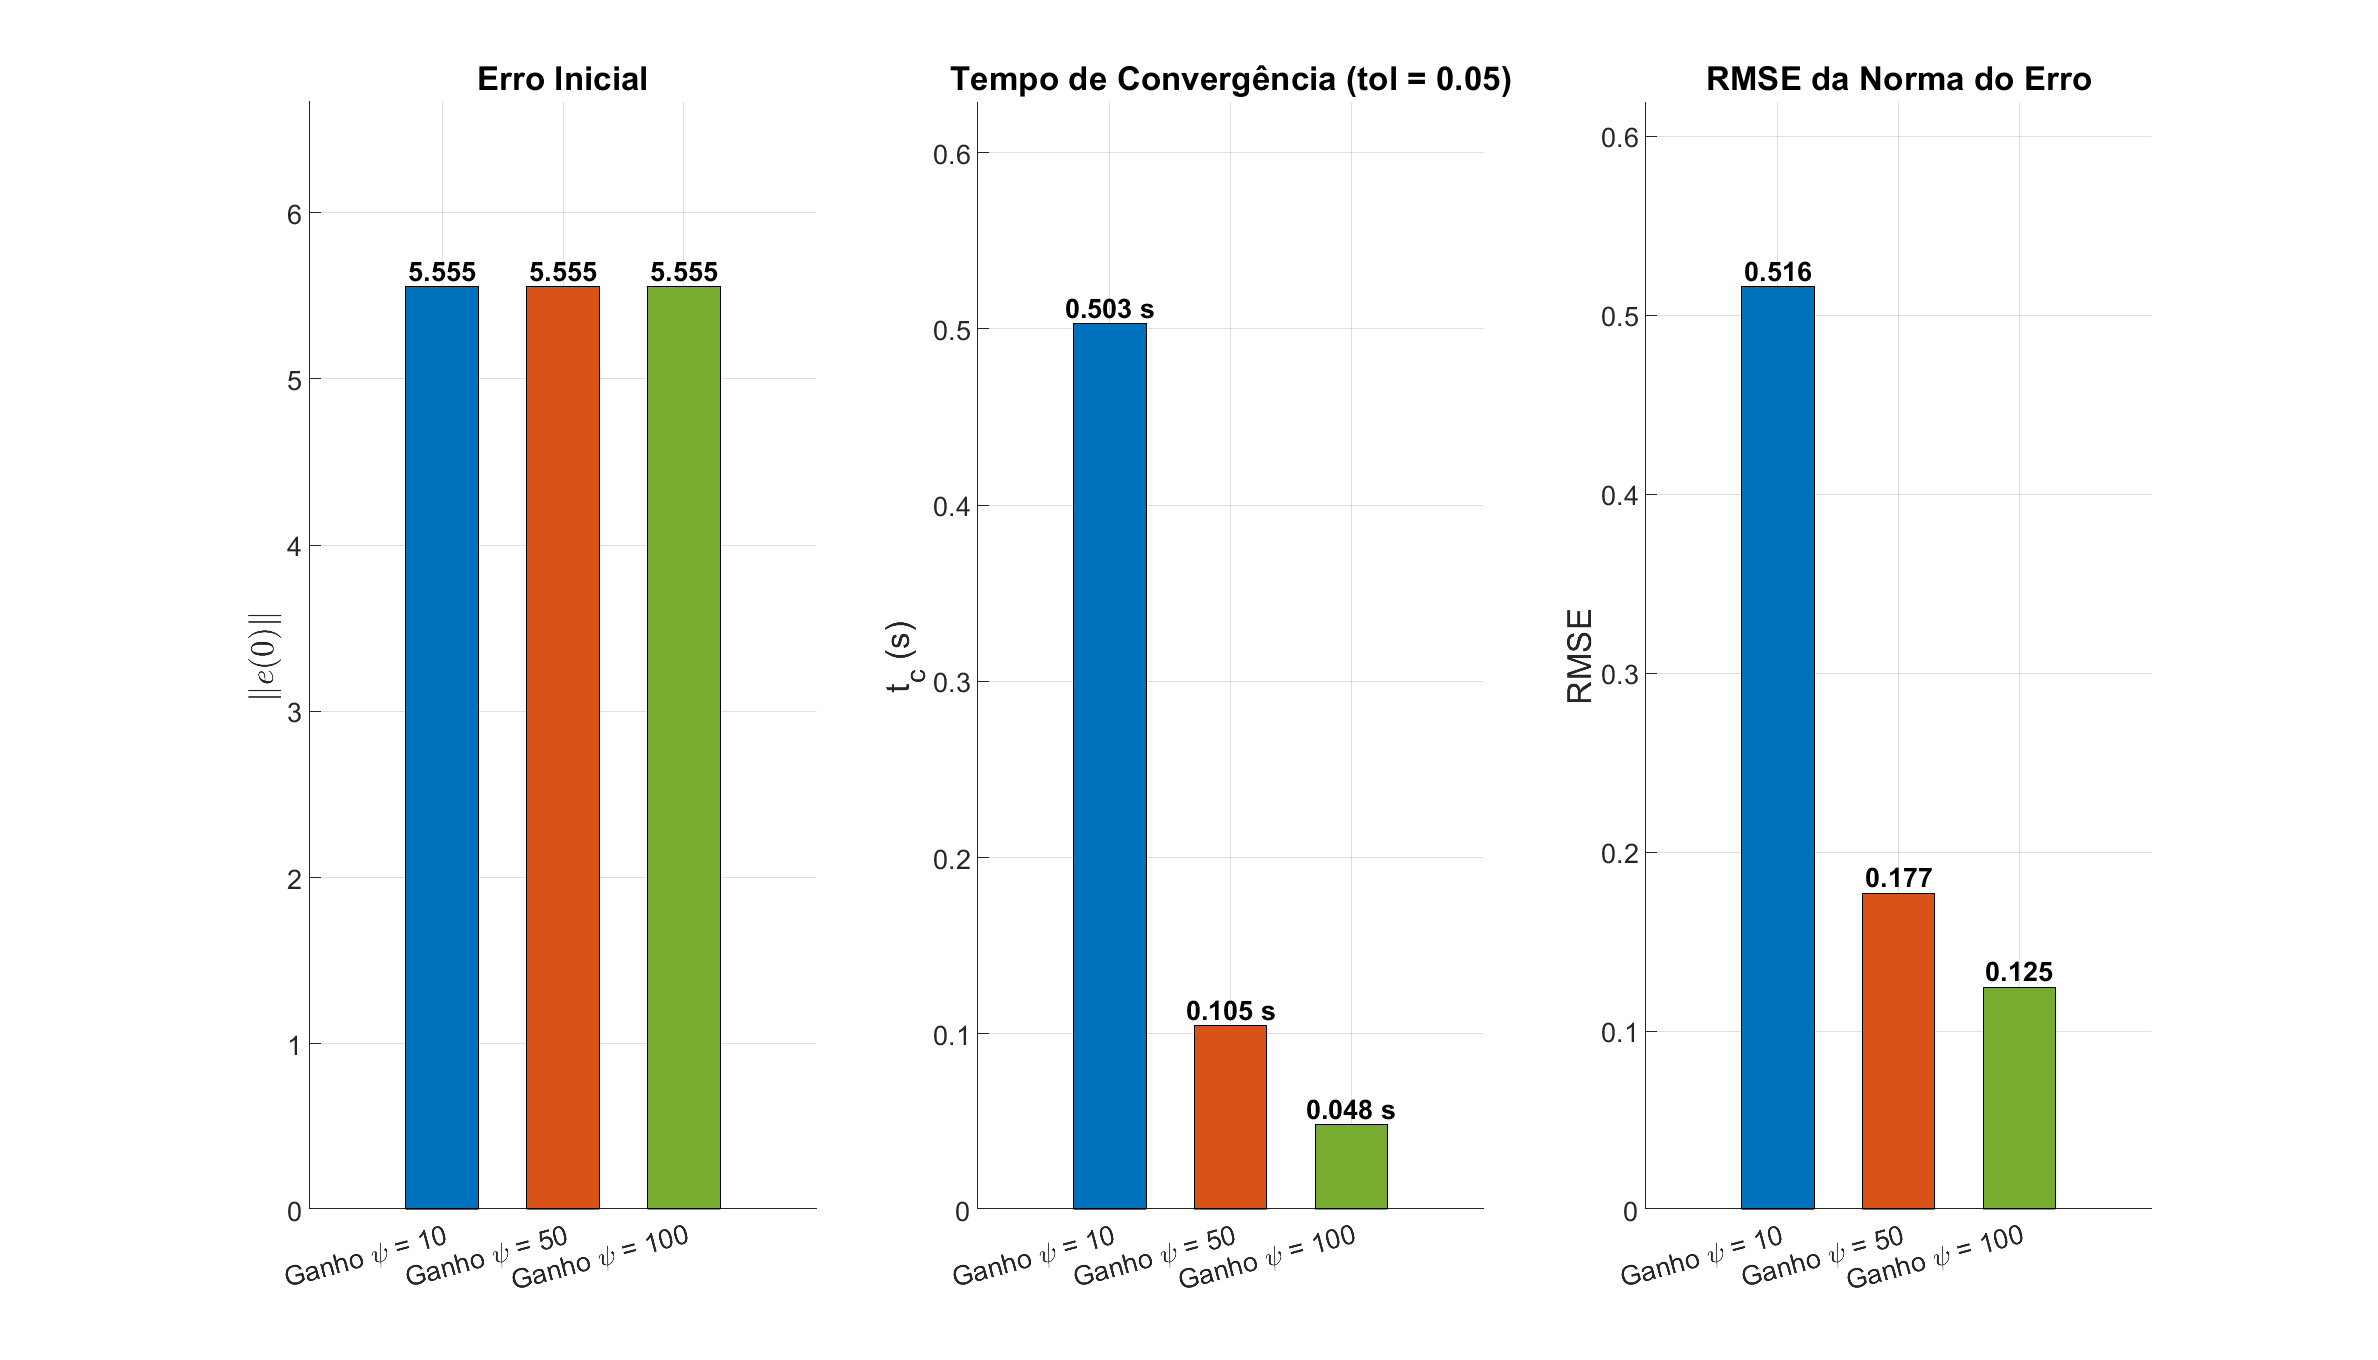 Erro Inicial
6
5
4
3
2
1
0
‖e(0)‖
5.555
5.555
5.555
Ganho ψ = 10
Ganho ψ = 50
Ganho ψ = 100
Tempo de Convergência (tol = 0.05)
0.6
0.5
0.4
0.3
0.2
0.1
0
t_c (s)
0.503 s
0.105 s
0.048 s
Ganho ψ = 10
Ganho ψ = 50
Ganho ψ = 100
RMSE da Norma do Erro
0.6
0.5
0.4
0.3
0.2
0.1
0
RMSE
0.516
0.177
0.125
Ganho ψ = 10
Ganho ψ = 50
Ganho ψ = 100